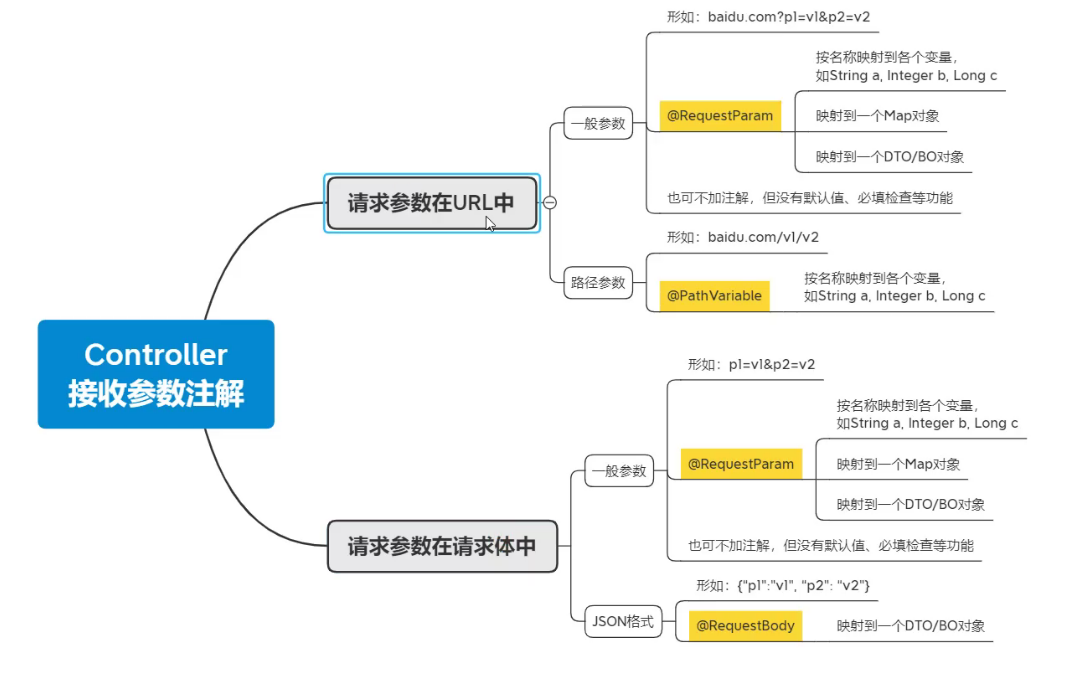 Controller
接收参数注解
请求参数在URL中
一般参数
形如：baidu.com?p1=v1&p2=v2
@RequestParam
按名称映射到各个变量，
如String a, Integer b, Long c
映射到一个Map对象
映射到一个DTO/BO对象
也可不加注解，但没有默认值、必填检查等功能
路径参数
形如：baidu.com/v1/v2
@PathVariable
按名称映射到各个变量，
如String a, Integer b, Long c
请求参数在请求体中
一般参数
形如：p1=v1&p2=v2
@RequestParam
按名称映射到各个变量，
如String a, Integer b, Long c
映射到一个Map对象
映射到一个DTO/BO对象
也可不加注解，但没有默认值、必填检查等功能
JSON格式
形如：{"p1":"v1", "p2": "v2"}
@RequestBody
映射到一个DTO/BO对象